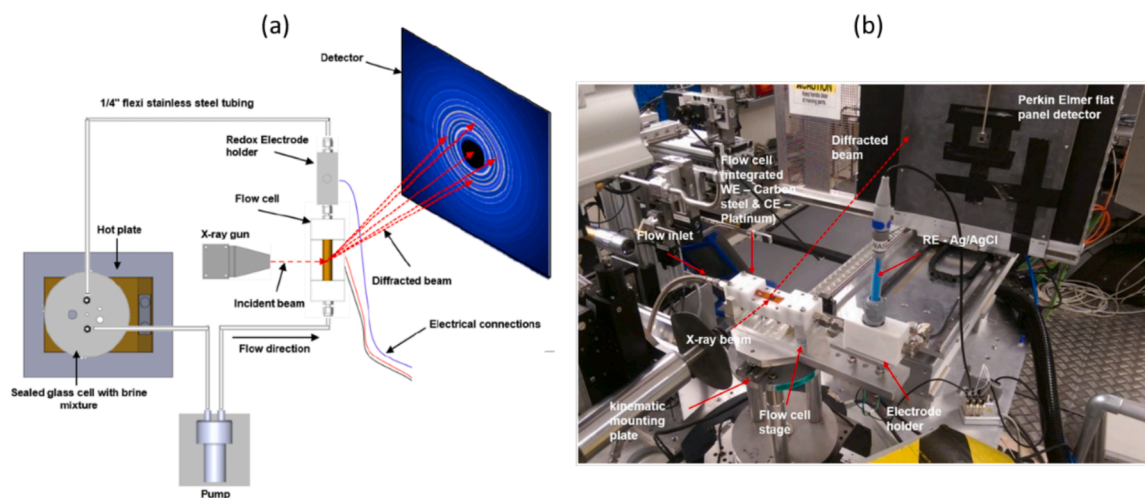 (a)
Detector
1/4" flexi stainless steel tubing
Redox Electrode
holder
Flow cell
X-ray gun
Hot plate
Incident beam
Diffracted beam
Electrical connections
Flow direction
Sealed glass cell with brine
mixture
Pump
(b)
CAUTION
Perkin Elmer flat
panel detector
Diffracted
beam
Flow cell
(integrated
WE – Carbon
steel & CE –
Platinum)
Flow inlet
RE - Ag/AgCl
X-ray beam
kinematic
mounting
plate
Flow cell
stage
Electrode
holder